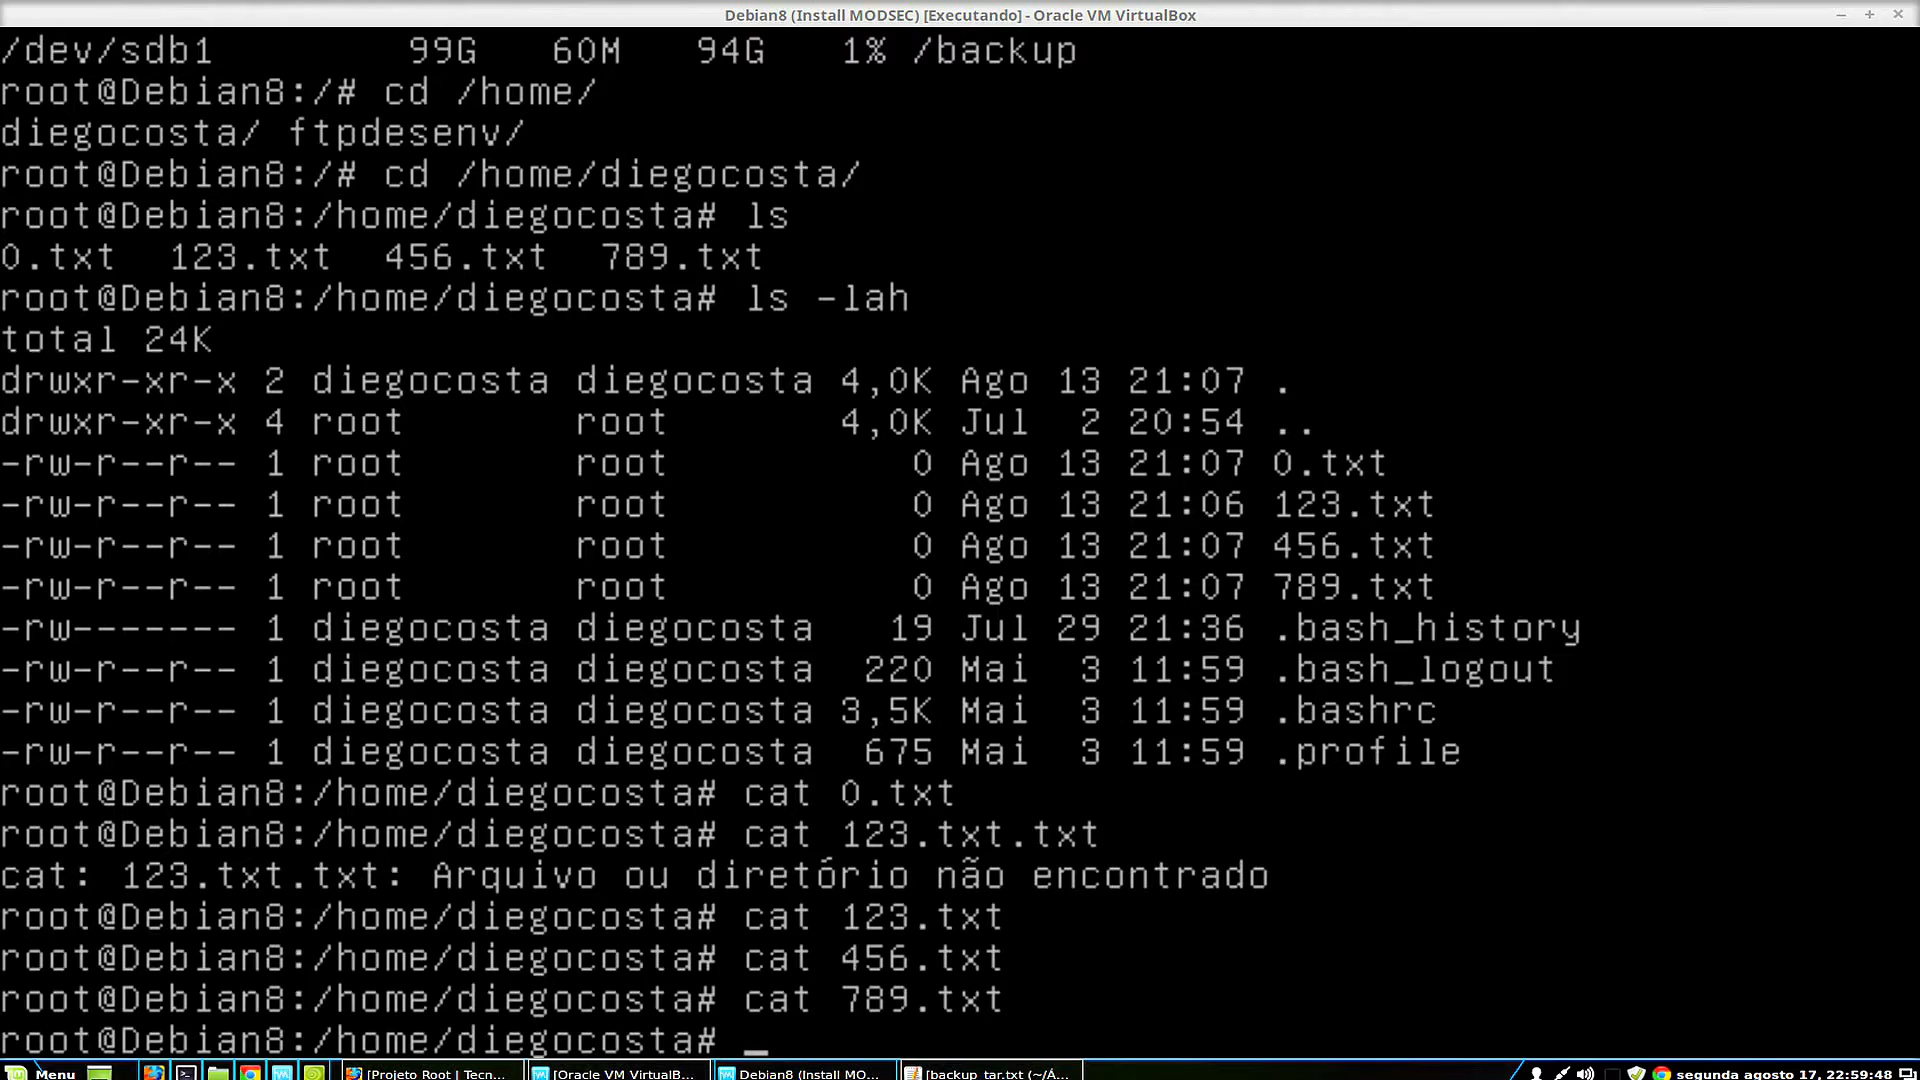 Debian8 (Install MODSEC) [Executando] - Oracle VM VirtualBox
/dev/sdb1 99G 60M 94G 1% /backup
root@Debian8:/# cd /home/
diegocosta/ ftpdesenv/
root@Debian8:/# cd /home/diegocosta/
root@Debian8:/home/diegocosta# ls
0.txt 123.txt 456.txt 789.txt
root@Debian8:/home/diegocosta# ls -lah
total 24K
drwxr-xr-x 2 diegocosta diegocosta 4,0K Ago 13 21:07 .
drwxr-xr-x 4 root root 4,0K Jul 2 20:54 ..
-rw-r--r-- 1 root root 0 Ago 13 21:07 0.txt
-rw-r--r-- 1 root root 0 Ago 13 21:06 123.txt
-rw-r--r-- 1 root root 0 Ago 13 21:07 456.txt
-rw-r--r-- 1 root root 0 Ago 13 21:07 789.txt
-rw------- 1 diegocosta diegocosta 19 Jul 29 21:36 .bash_history
-rw-r--r-- 1 diegocosta diegocosta 220 Mai 3 11:59 .bash_logout
-rw-r--r-- 1 diegocosta diegocosta 3,5K Mai 3 11:59 .bashrc
-rw-r--r-- 1 diegocosta diegocosta 675 Mai 3 11:59 .profile
root@Debian8:/home/diegocosta# cat 0.txt
root@Debian8:/home/diegocosta# cat 123.txt.txt
cat: 123.txt.txt: Arquivo ou diretório não encontrado
root@Debian8:/home/diegocosta# cat 123.txt
root@Debian8:/home/diegocosta# cat 456.txt
root@Debian8:/home/diegocosta# cat 789.txt
root@Debian8:/home/diegocosta# _
Menu [Projeto Root | Tecn... [Oracle VM VirtualB... Debian8 (Install MO... [backup_tar.txt (~/Á... segunda agosto 17, 22:59:48